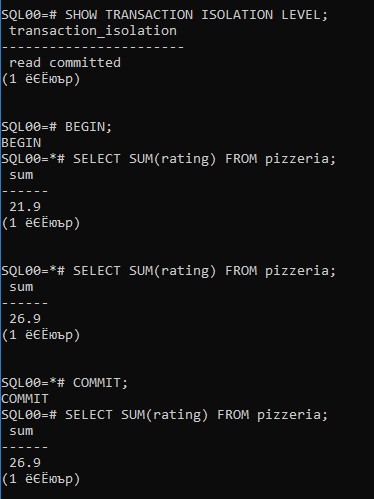 SQL00=# SHOW TRANSACTION ISOLATION LEVEL;
transaction_isolation
-----------------------
read committed
(1 ёЄЁюър)
SQL00=# BEGIN;
BEGIN
SQL00=*# SELECT SUM(rating) FROM pizzeria;
sum
------
21.9
(1 ёЄЁюър)
SQL00=*# SELECT SUM(rating) FROM pizzeria;
sum
------
26.9
(1 ёЄЁюър)
SQL00=*# COMMIT;
COMMIT
SQL00=# SELECT SUM(rating) FROM pizzeria;
sum
------
26.9
(1 ёЄЁюър)